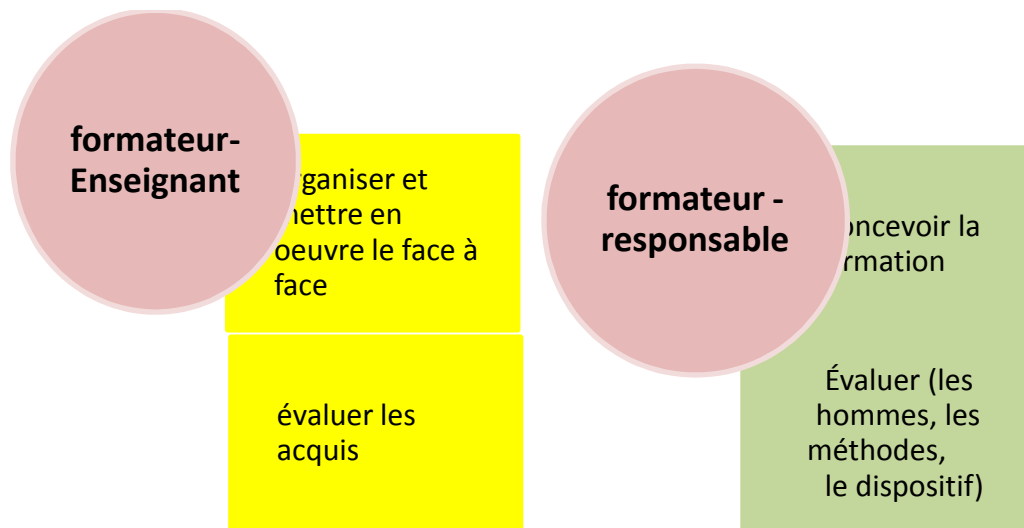 formateur-
Enseignant
rganiser et
ettre en
oeuvre le face à
face
évaluer les
acquis
formateur -
responsable
oncevoir la
rmation
Évaluer (les
hommes, les
méthodes,
le dispositif)